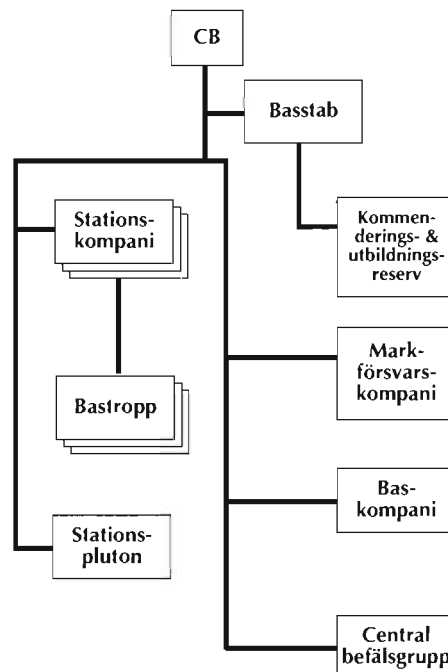 CB
Basstab
Stations-
kompani
Kommen-
derings- &
utbildnings-
reserv
Mark-
försvars-
kompani
Bastropp
Bas-
kompani
Stations-
pluton
Central
befälsgrupp